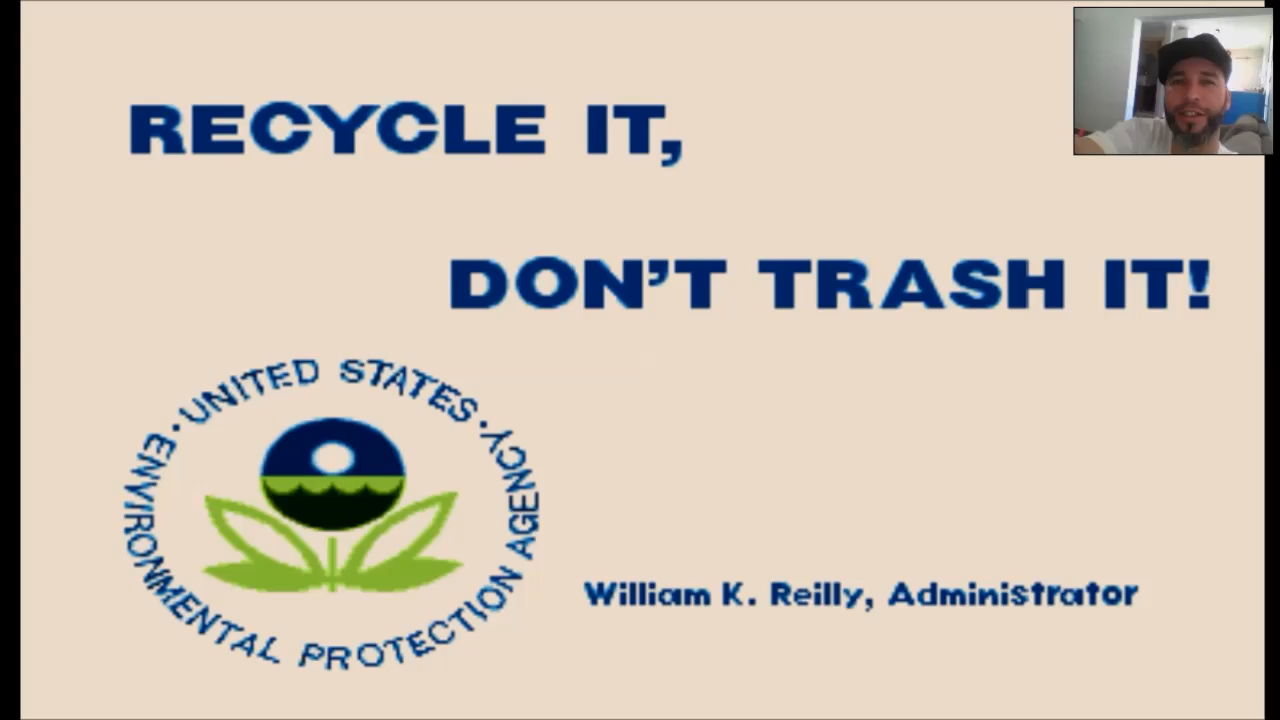 RECYCLE IT,
DON'T TRASH IT!
· UNITED STATES ·
ENVIRONMENTAL PROTECTION AGENCY
William K. Reilly, Administrator